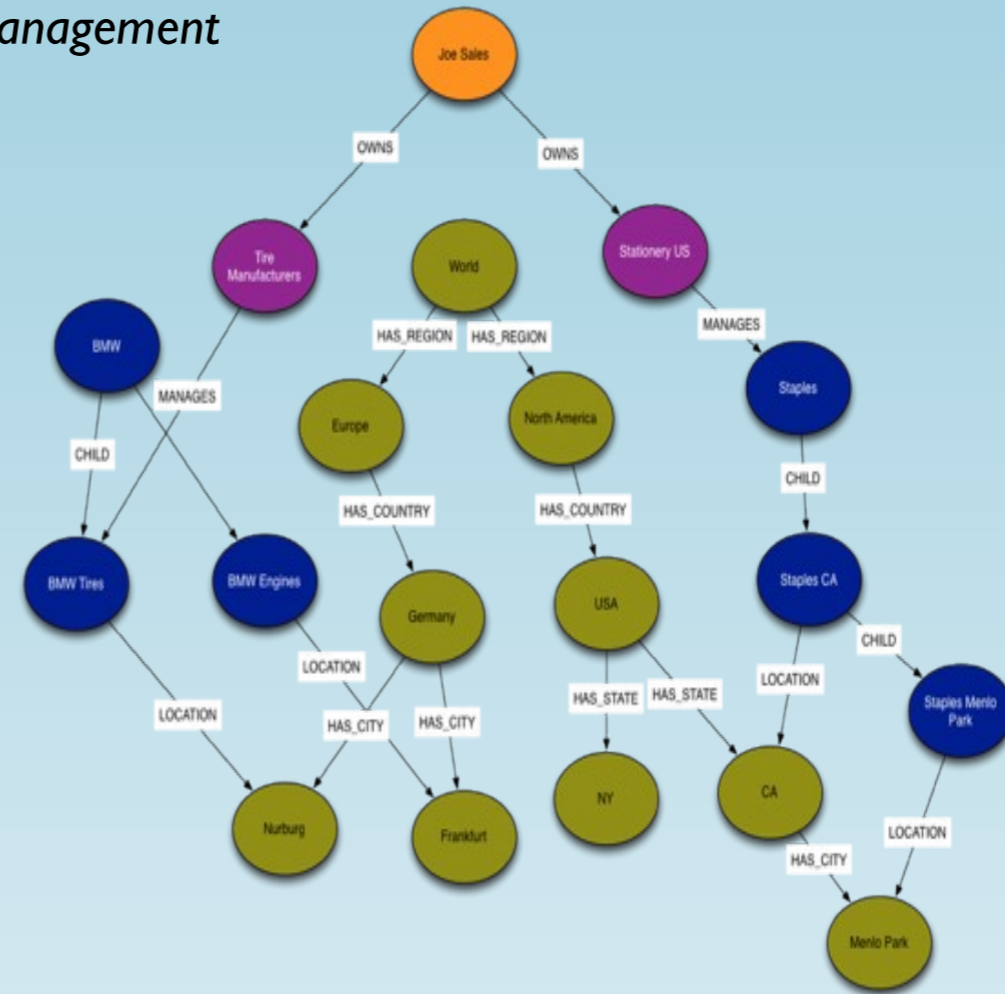 anagement
Joe Sales
OWNS
OWNS
Tire
Manufacturers
World
Stationery US
HAS_REGION
HAS_REGION
MANAGES
BMW
MANAGES
Staples
Europe
North America
CHILD
CHILD
HAS_COUNTRY
HAS_COUNTRY
BMW Tires
BMW Engines
Staples CA
Germany
USA
CHILD
LOCATION
LOCATION
HAS_STATE
HAS_STATE
Staples Menlo
Park
LOCATION
HAS_CITY
HAS_CITY
NY
CA
Nurburg
Frankfurt
LOCATION
HAS_CITY
Menlo Park